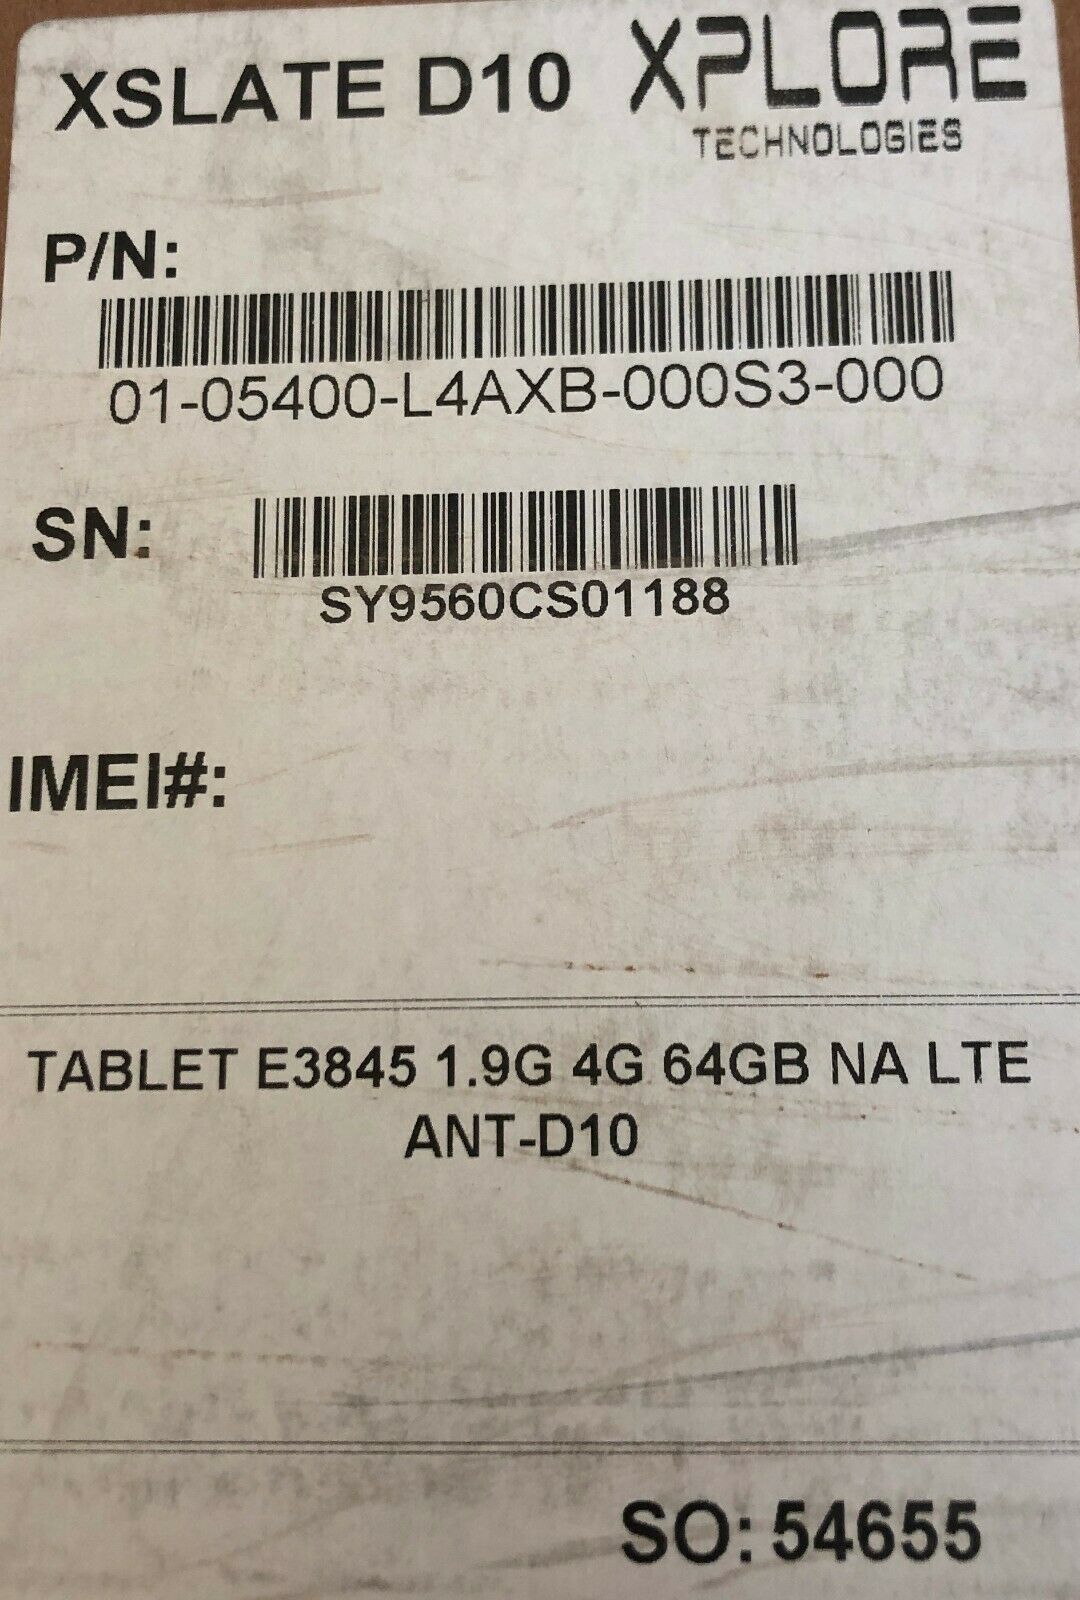 XSLATE D10 XPLORE
TECHNOLOGIES
P/N:
01-05400-L4AXB-000S3-000
SN:
SY9560CS01188
IMEI#:
TABLET E3845 1.9G 4G 64GB NA LTE
ANT-D10
SO: 54655